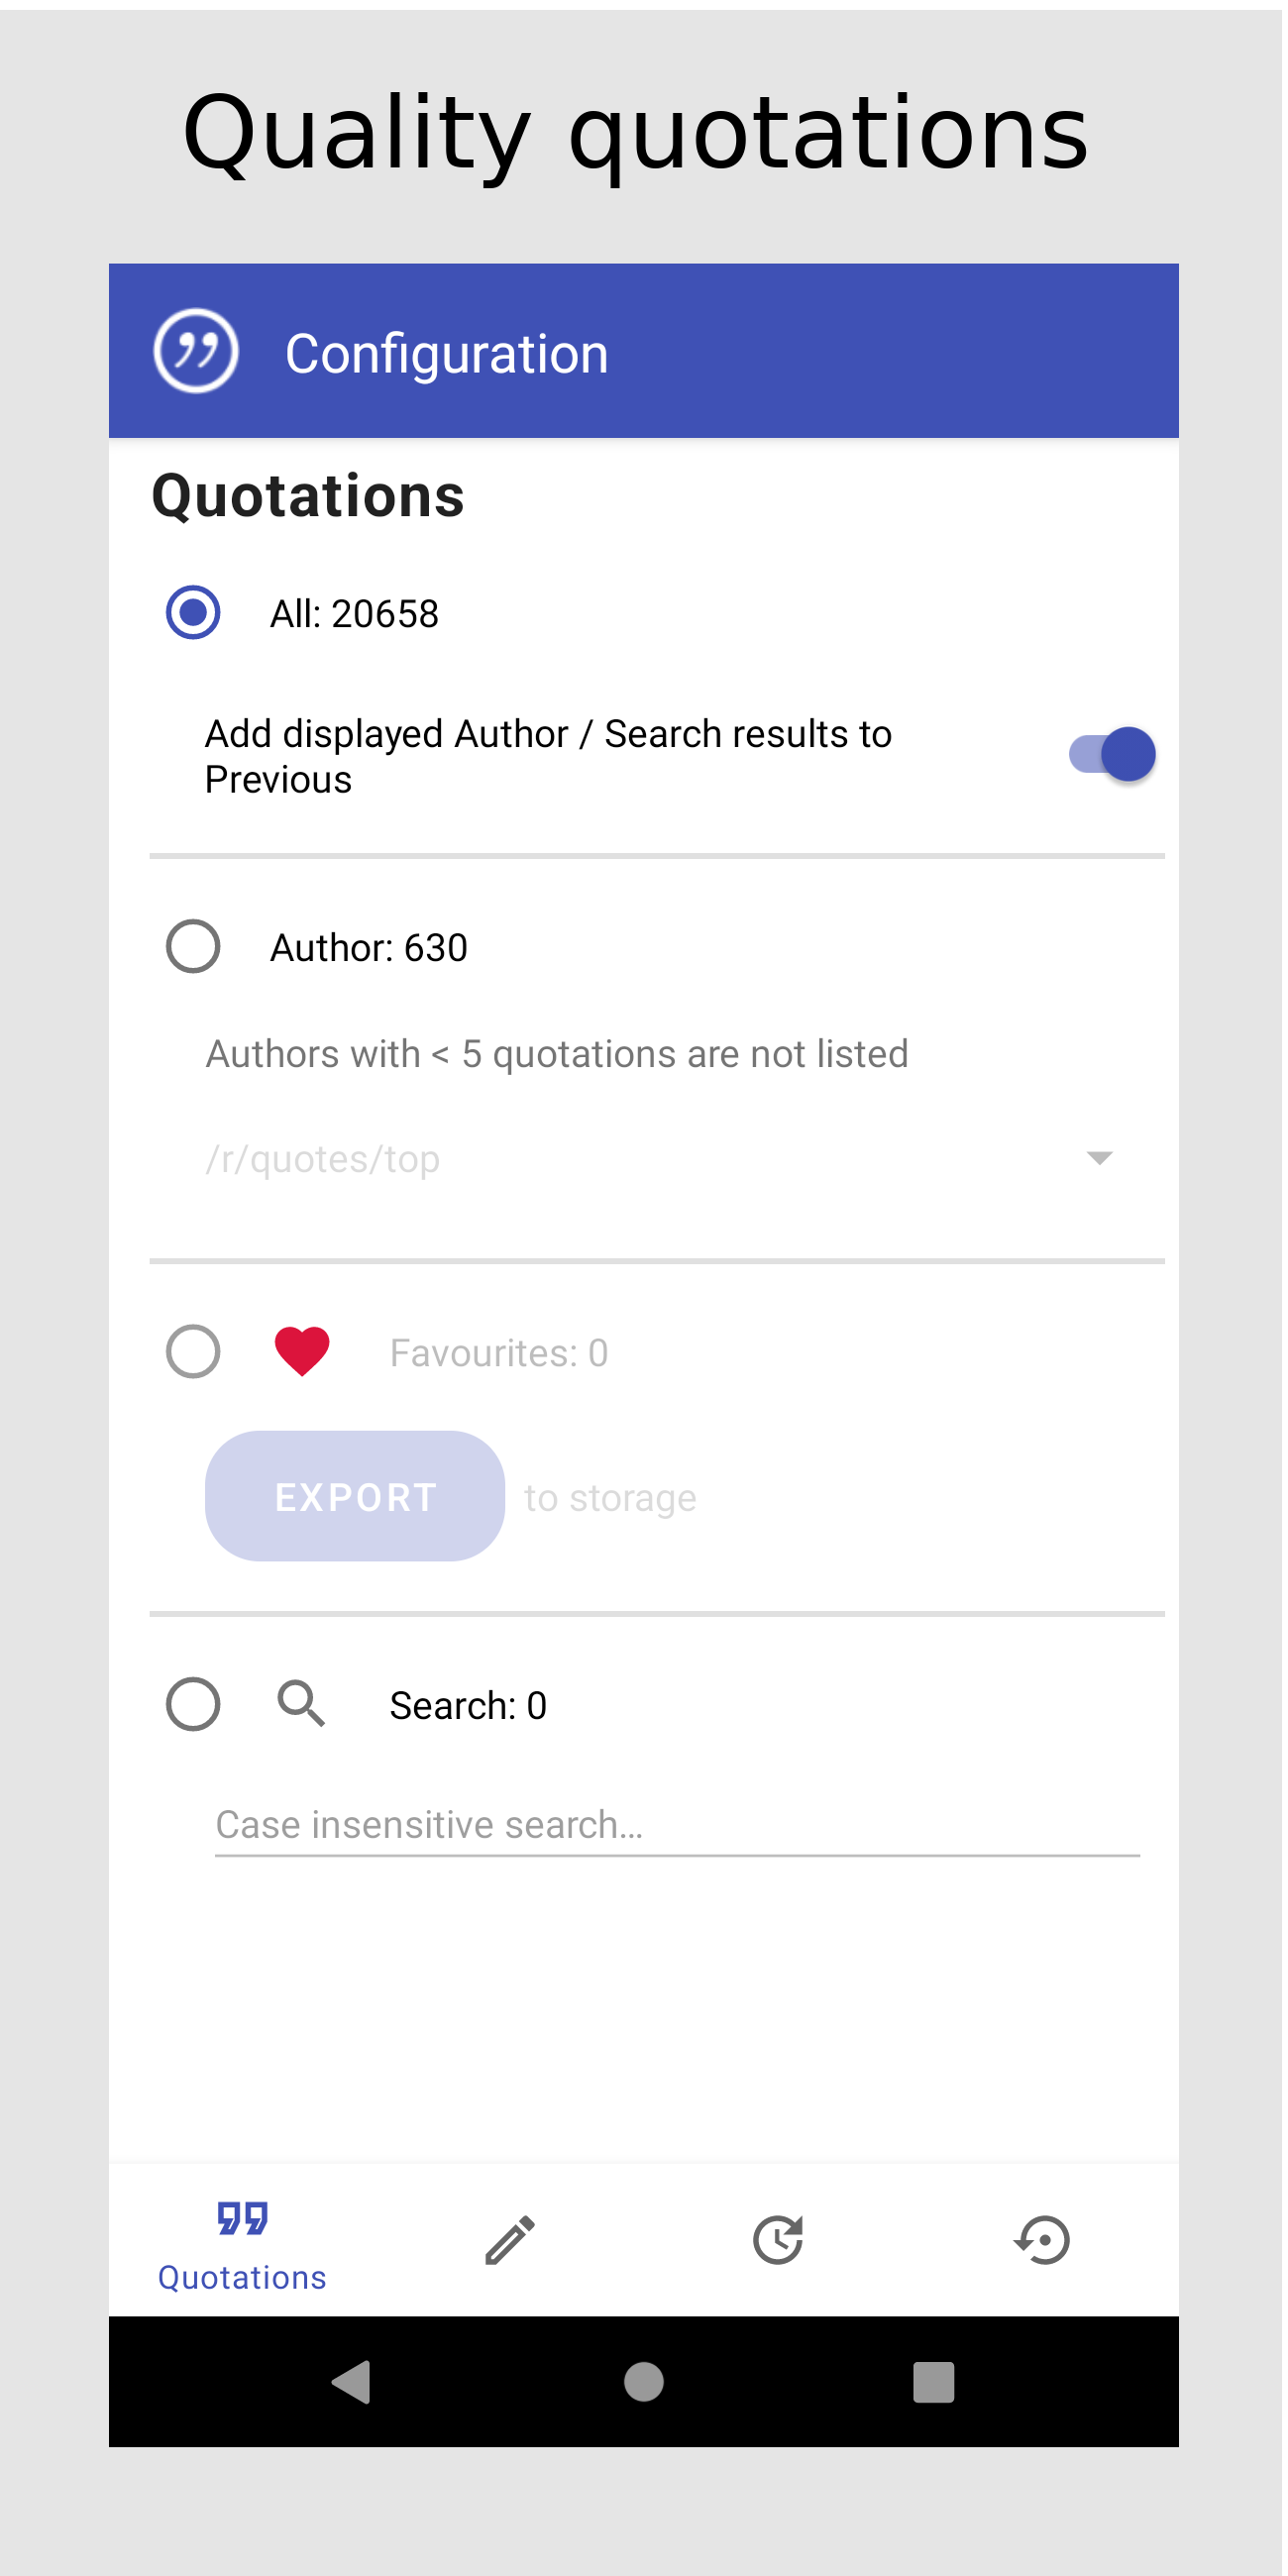 Quality quotations
Configuration
Quotations
All: 20658
Add displayed Author / Search results to
Previous
Author: 630
Authors with < 5 quotations are not listed
/r/quotes/top
Favourites: 0
EXPORT to storage
Search: 0
Case insensitive search...
Quotations